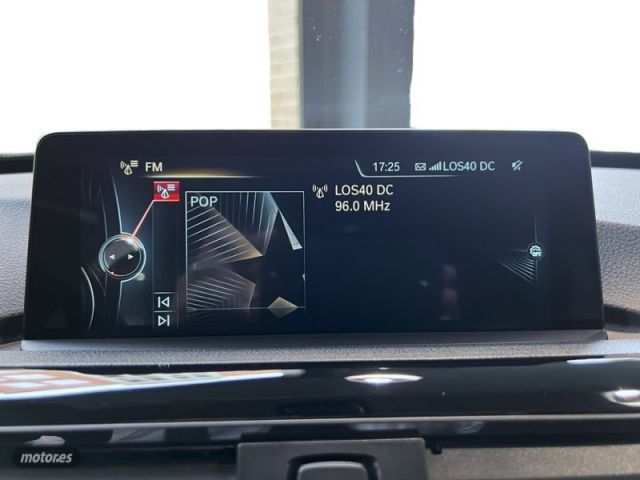 FM
17:25 LOS40 DC
POP
LOS40 DC
96.0 MHz
OFF
motor.es